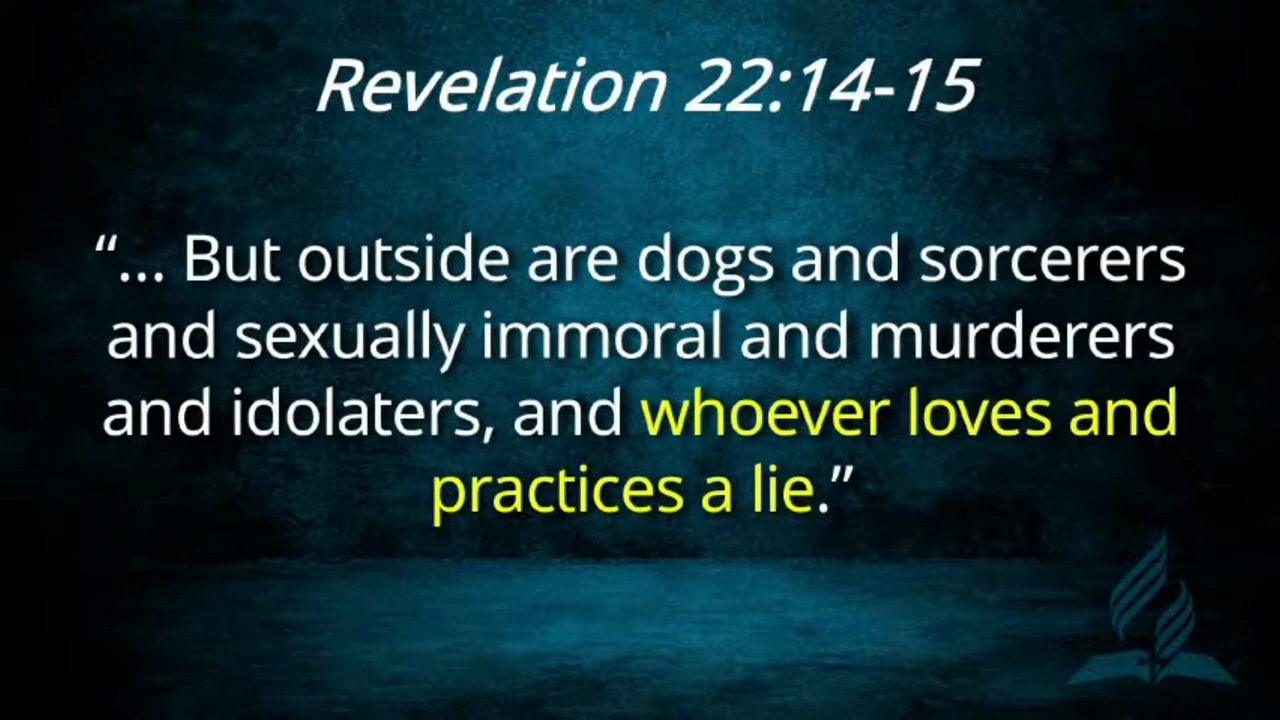 Revelation 22:14-15
“... But outside are dogs and sorcerers
and sexually immoral and murderers
and idolaters, and whoever loves and
practices a lie.”